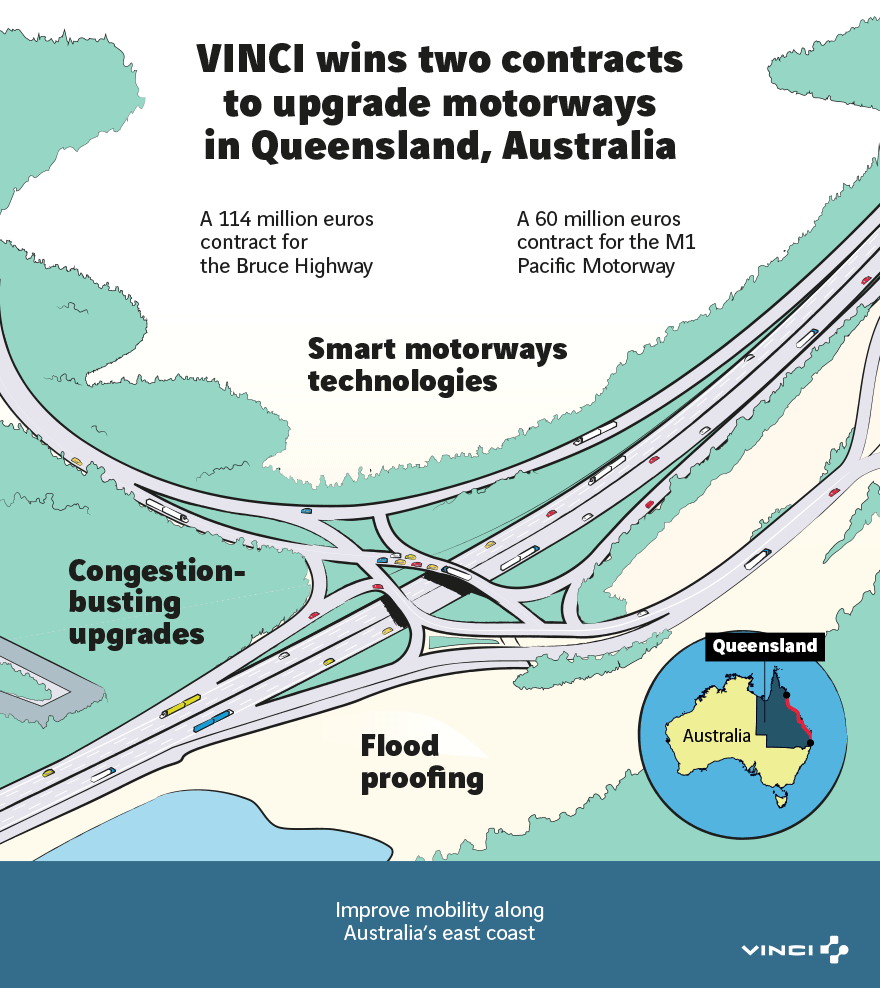 VINCI wins two contracts
to upgrade motorways
in Queensland, Australia
A 114 million euros
contract for
the Bruce Highway
A 60 million euros
contract for the M1
Pacific Motorway
Smart motorways
technologies
Congestion-
busting
upgrades
Queensland
Australia
Flood
proofing
Improve mobility along
Australia's east coast
VINCI